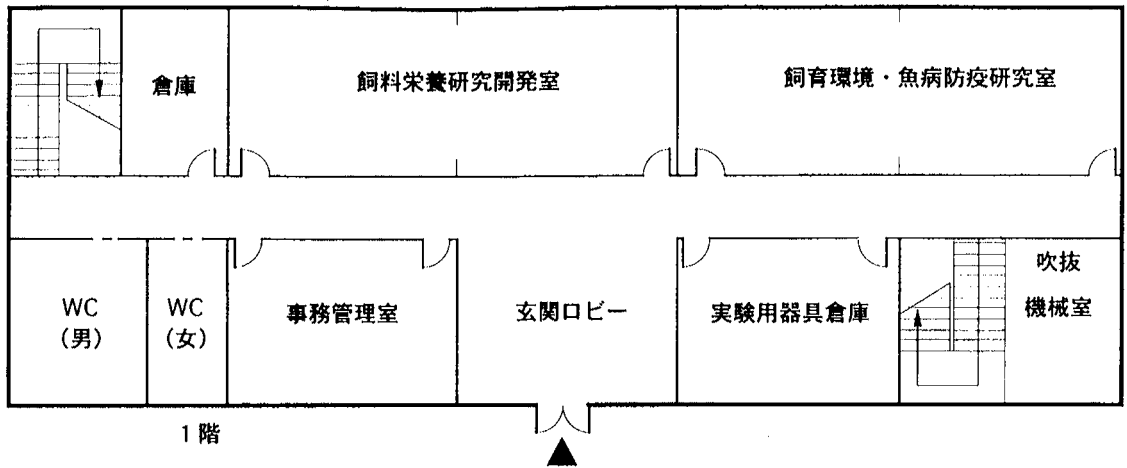 倉庫
飼料栄養研究開発室
飼育環境・魚病防疫研究室
WC
(男)
WC
(女)
事務管理室
玄関ロビー
実験用器具倉庫
吹抜
機械室
1階